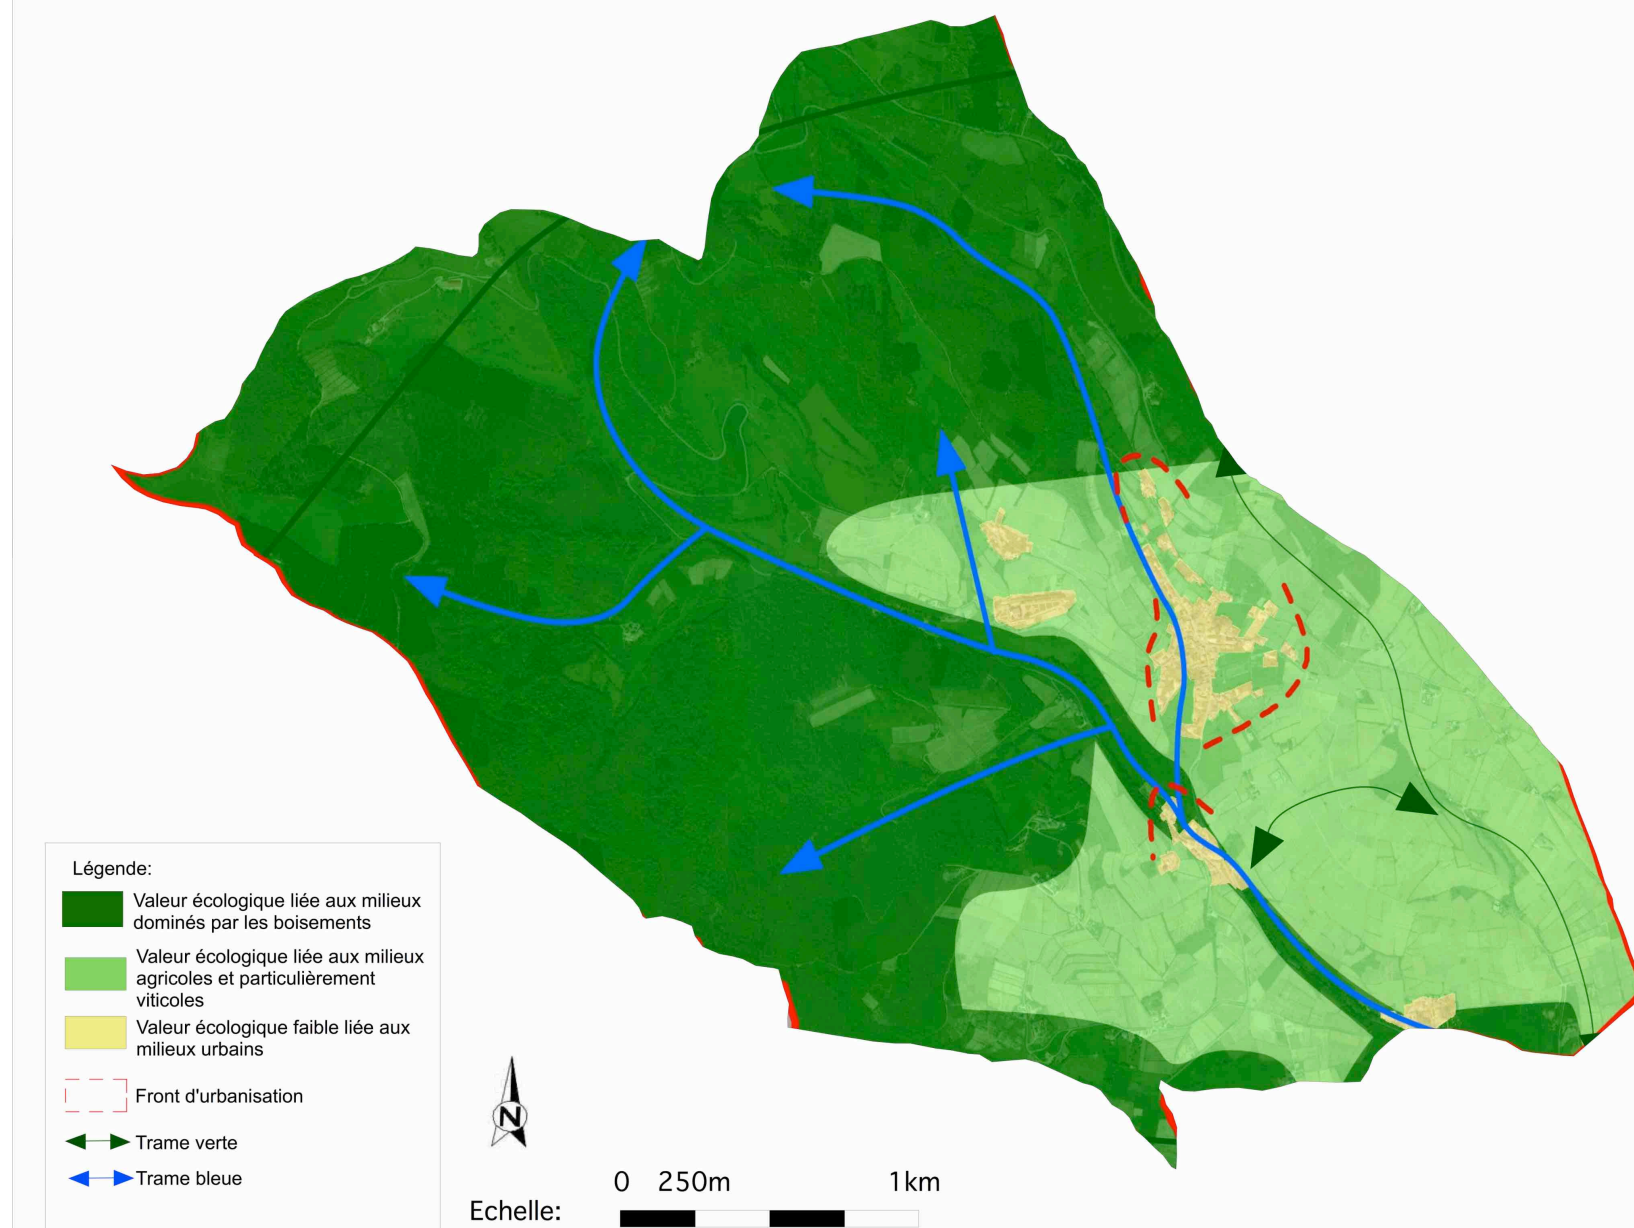 Légende:
Valeur écologique liée aux milieux
dominés par les boisements
Valeur écologique liée aux milieux
agricoles et particulièrement
viticoles
Valeur écologique faible liée aux
milieux urbains
Front d'urbanisation
Trame verte
Trame bleue
N
0 250m 1km
Echelle: